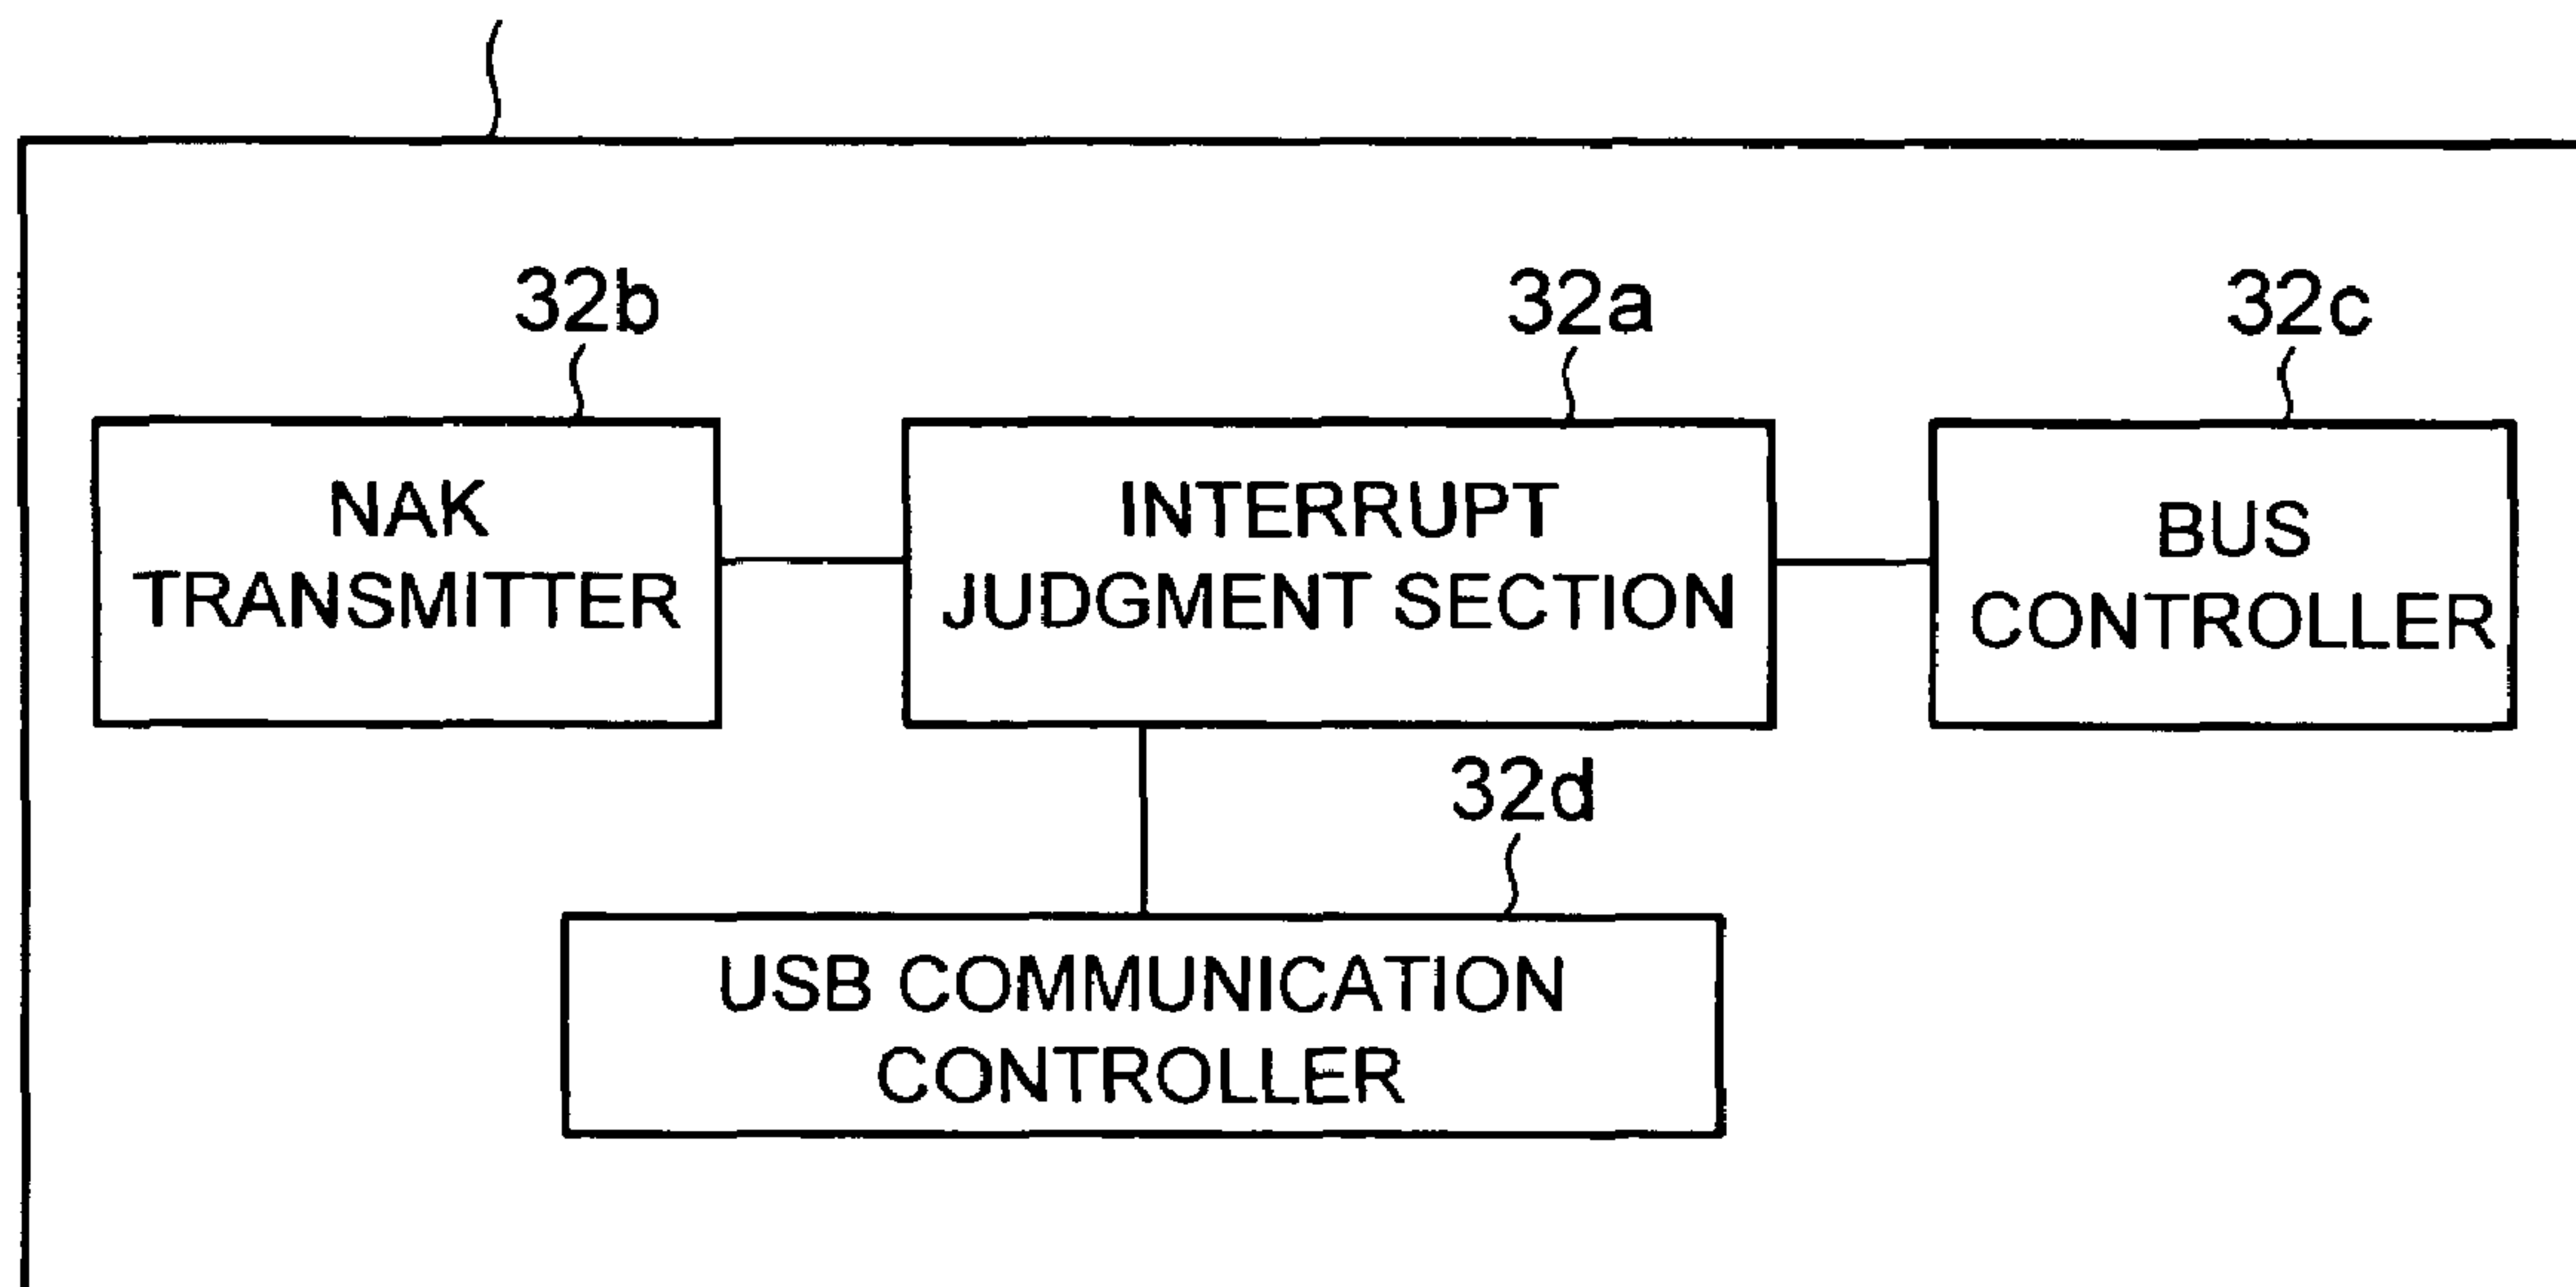 32b
32a
32c
NAK
TRANSMITTER
INTERRUPT
JUDGMENT SECTION
BUS
CONTROLLER
32d
USB COMMUNICATION
CONTROLLER